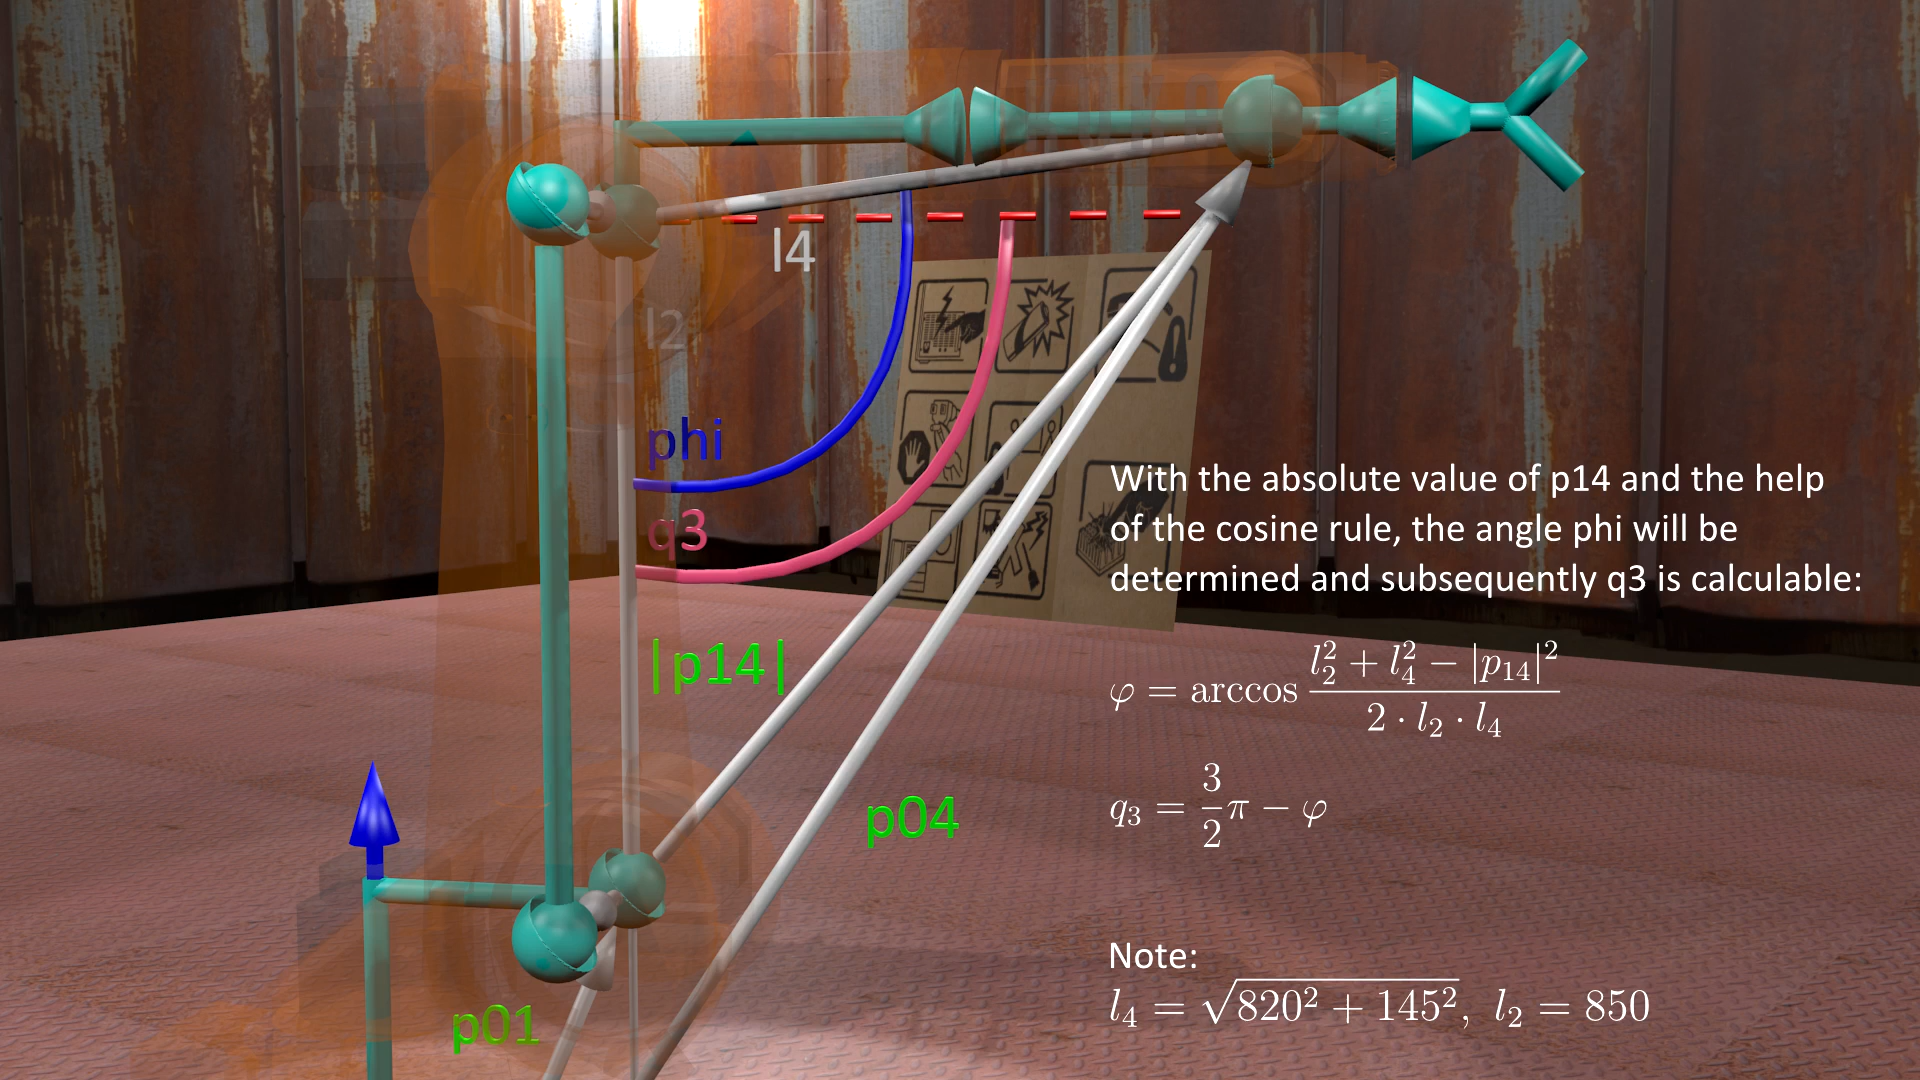 l4
l2
phi
q3
|p14|
p04
p01
With the absolute value of p14 and the help
of the cosine rule, the angle phi will be
determined and subsequently q3 is calculable:
φ = arccos (l₂² + l₄² − |p₁₄|²) / (2 · l₂ · l₄)
q₃ = 3/2 π − φ
Note:
l₄ = √(820² + 145²), l₂ = 850